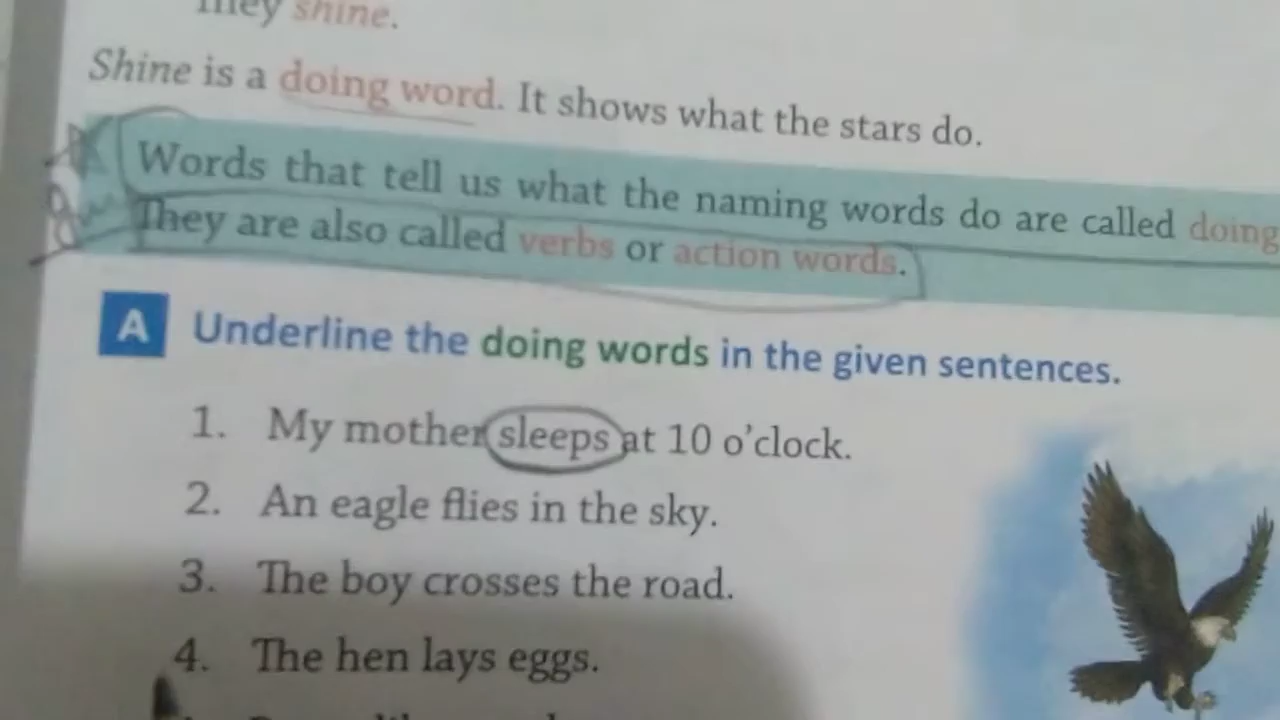 They shine.
Shine is a doing word. It shows what the stars do.
Words that tell us what the naming words do are called doing
They are also called verbs or action words.
A Underline the doing words in the given sentences.
1. My mother sleeps at 10 o'clock.
2. An eagle flies in the sky.
3. The boy crosses the road.
4. The hen lays eggs.